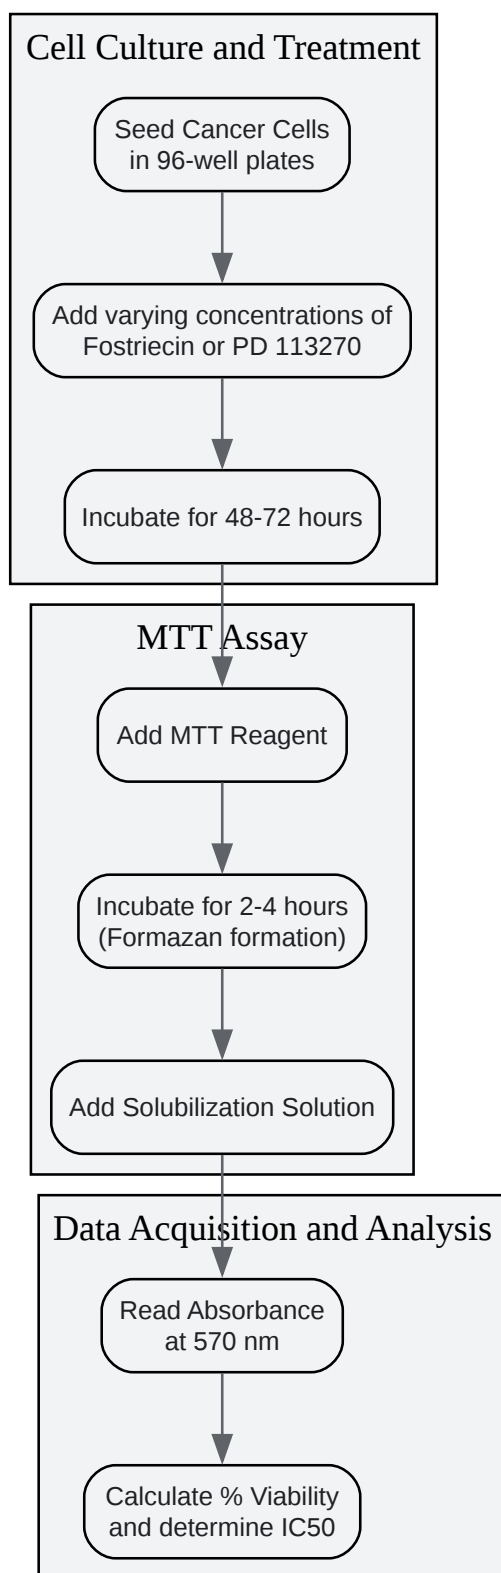 Cell Culture and Treatment
Seed Cancer Cells
in 96-well plates
Add varying concentrations of
Fostriecin or PD 113270
Incubate for 48-72 hours
MTT Assay
Add MTT Reagent
Incubate for 2-4 hours
(Formazan formation)
Add Solubilization Solution
Data Acquisition and Analysis
Read Absorbance
at 570 nm
Calculate % Viability
and determine IC50